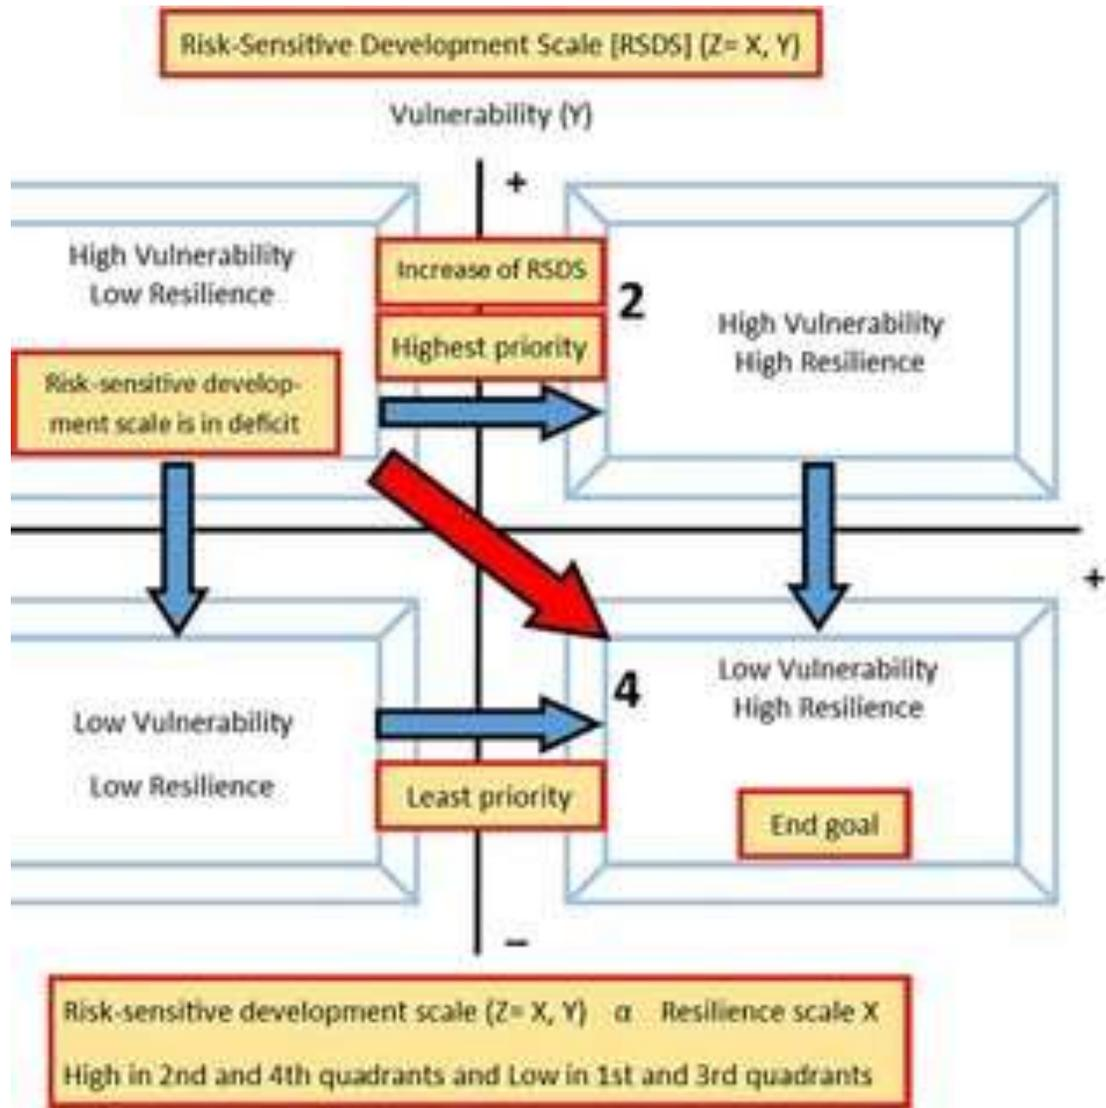 Risk-Sensitive Development Scale [RSDS] (Z= X, Y)
Vulnerability (Y)
+
High Vulnerability
Low Resilience
Increase of RSDS
2
Highest priority
High Vulnerability
High Resilience
Risk-sensitive develop-
ment scale is in deficit
+
Low Vulnerability
Low Resilience
4
Low Vulnerability
High Resilience
Least priority
End goal
–
Risk-sensitive development scale (Z= X, Y) α Resilience scale X
High in 2nd and 4th quadrants and Low in 1st and 3rd quadrants